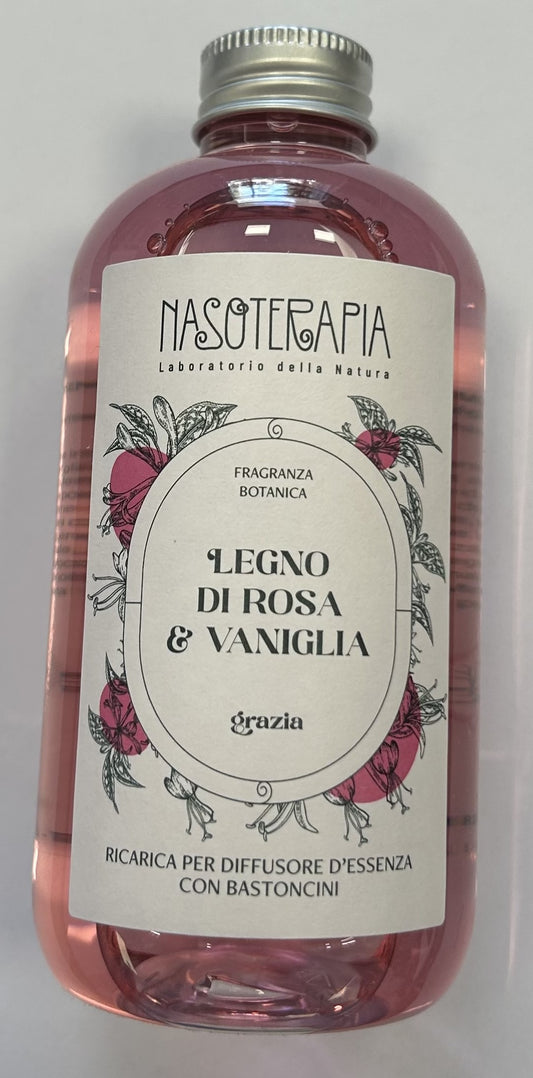 NASOTERAPIA
Laboratorio della Natura
FRAGRANZA
BOTANICA
LEGNO
DI ROSA
& VANIGLIA
grazia
RICARICA PER DIFFUSORE D'ESSENZA
CON BASTONCINI